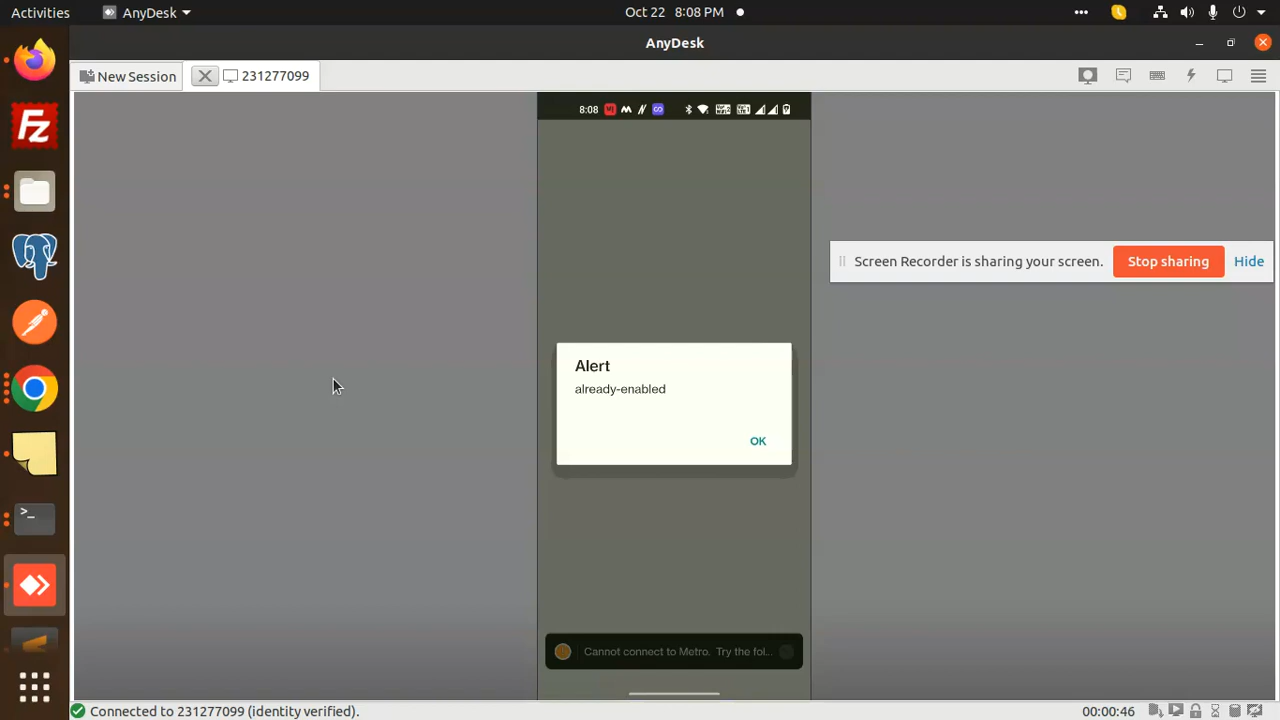 Activities
AnyDesk
Oct 22 8:08 PM
AnyDesk
New Session
231277099
8:08
Screen Recorder is sharing your screen.
Stop sharing
Hide
Alert
already-enabled
OK
Cannot connect to Metro. Try the fol...
Connected to 231277099 (identity verified).
00:00:46